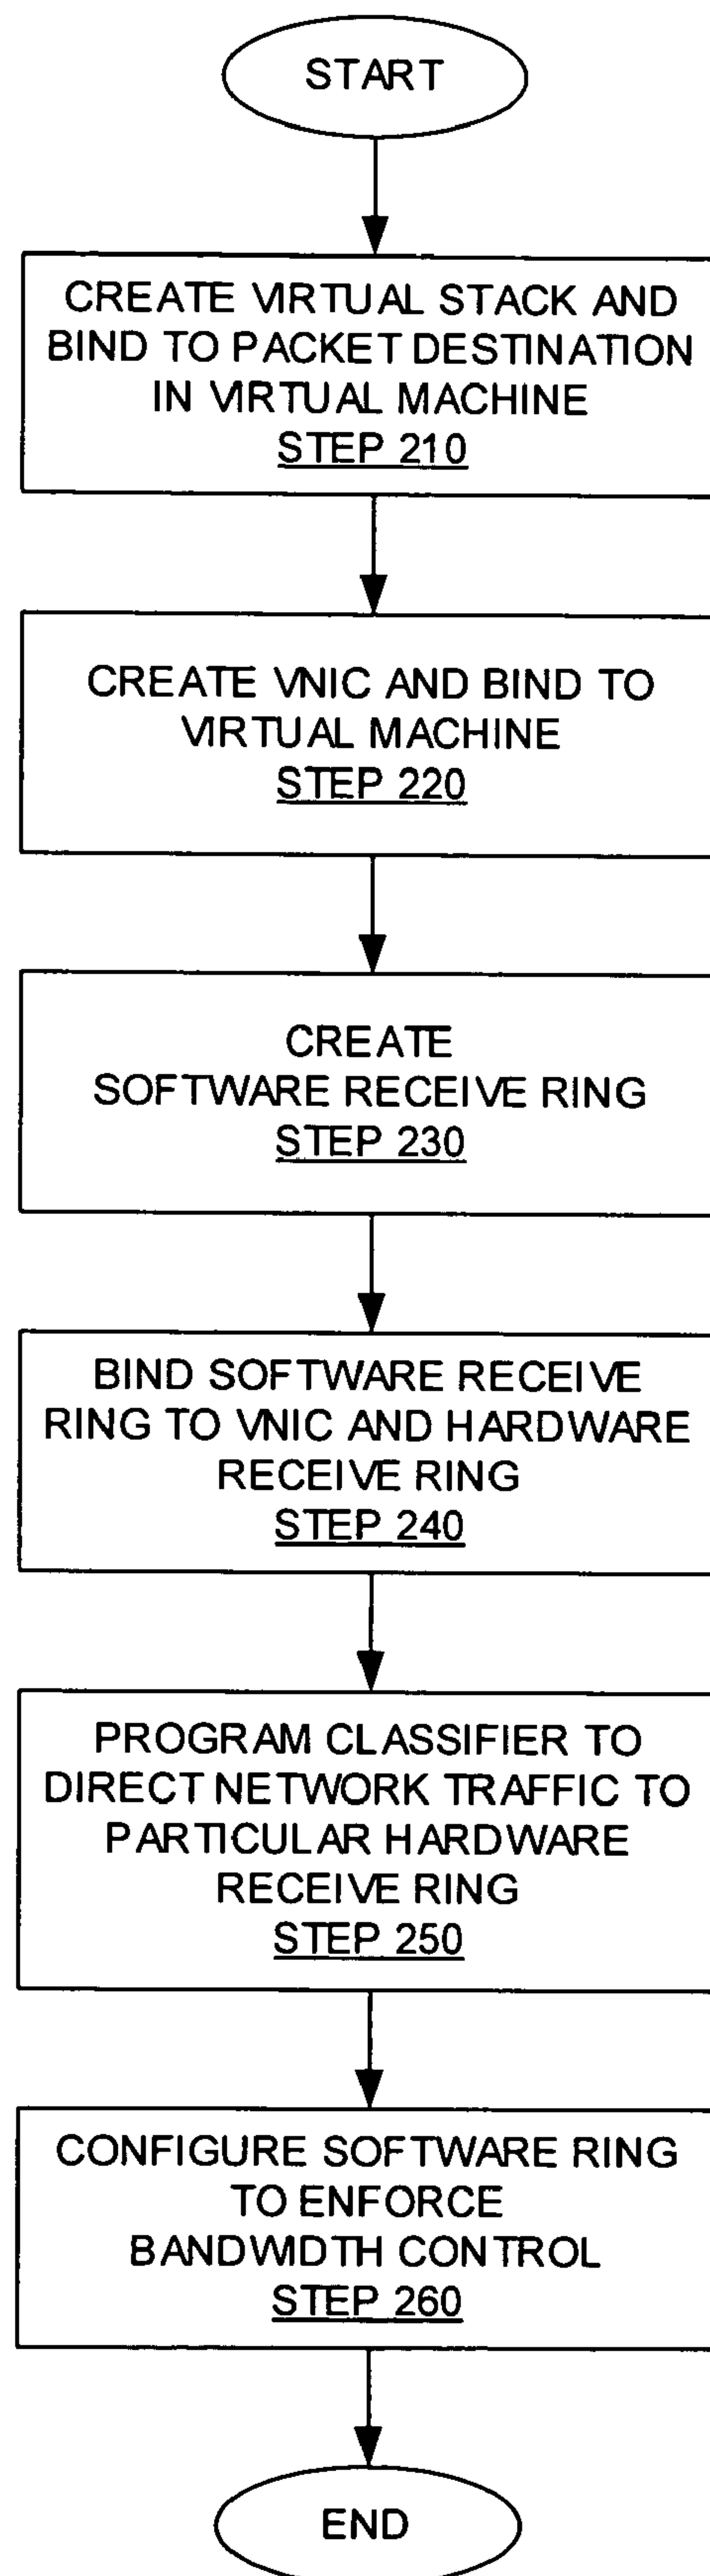 START
CREATE VIRTUAL STACK AND
BIND TO PACKET DESTINATION
IN VIRTUAL MACHINE
STEP 210
CREATE VNIC AND BIND TO
VIRTUAL MACHINE
STEP 220
CREATE
SOFTWARE RECEIVE RING
STEP 230
BIND SOFTWARE RECEIVE
RING TO VNIC AND HARDWARE
RECEIVE RING
STEP 240
PROGRAM CLASSIFIER TO
DIRECT NETWORK TRAFFIC TO
PARTICULAR HARDWARE
RECEIVE RING
STEP 250
CONFIGURE SOFTWARE RING
TO ENFORCE
BANDWIDTH CONTROL
STEP 260
END